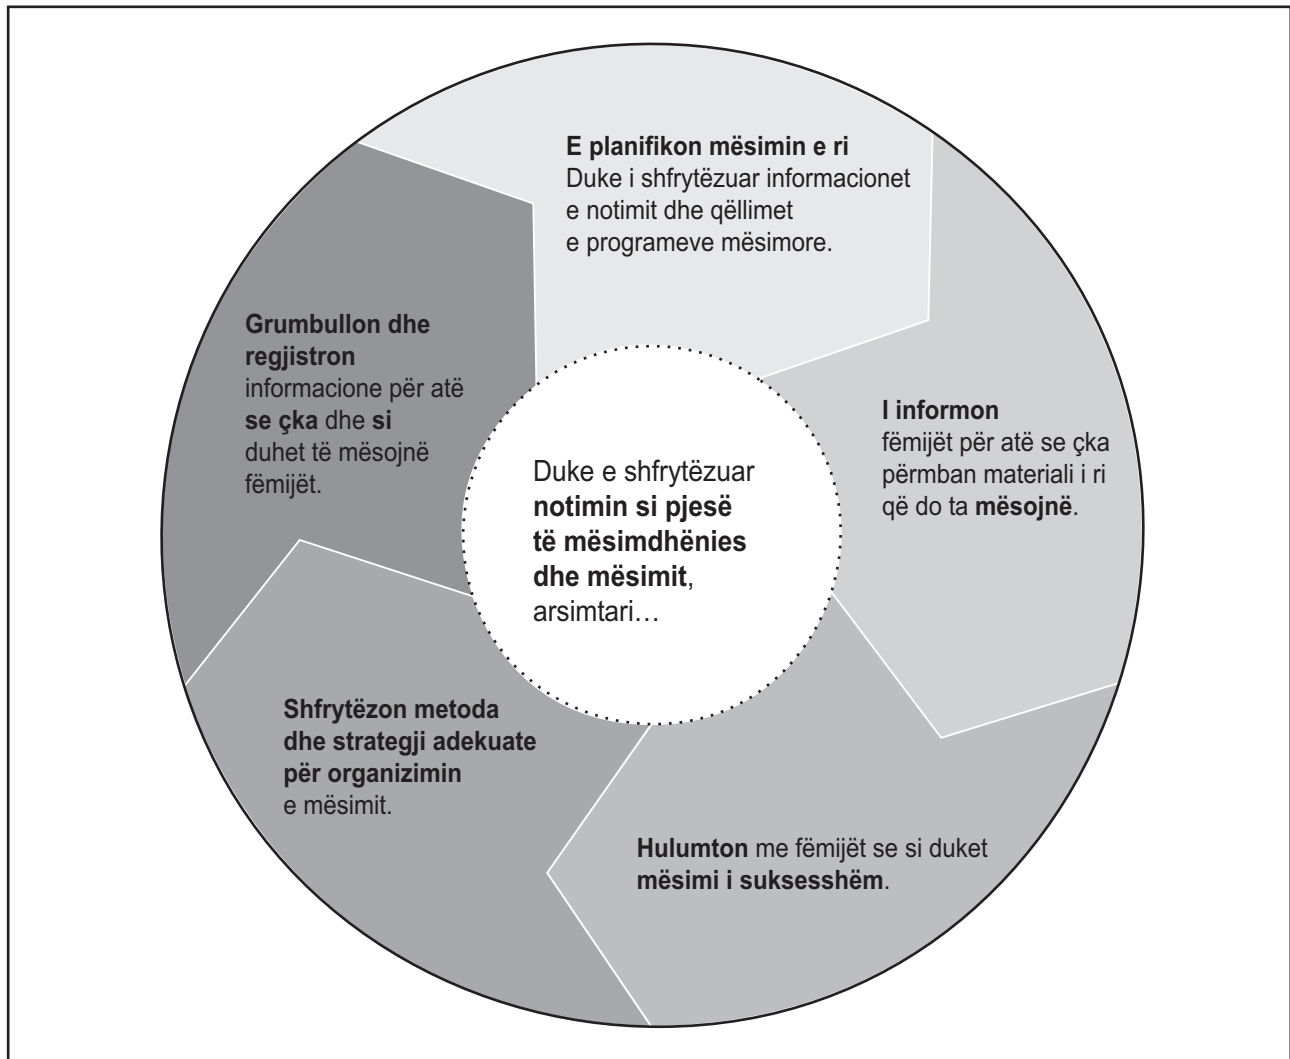 E planifikon mësimin e ri
Duke i shfrytëzuar informacionet
e notimit dhe qëllimet
e programeve mësimore.
I informon
fëmijët për atë se çka
përmban materiali i ri
që do ta mësojnë.
Hulumton me fëmijët se si duket
mësimi i suksesshëm.
Shfrytëzon metoda
dhe strategji adekuate
për organizimin
e mësimit.
Grumbullon dhe
regjistron
informacione për atë
se çka dhe si
duhet të mësojnë
fëmijët.
Duke e shfrytëzuar
notimin si pjesë
të mësimdhënies
dhe mësimit,
arsimtari…